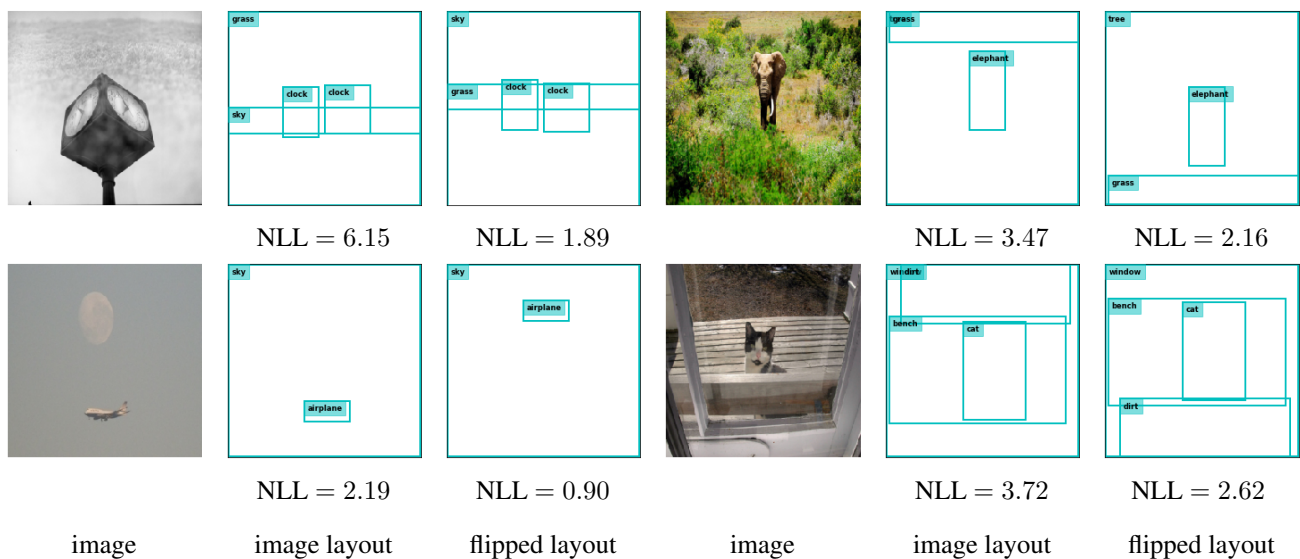 grass
clock
clock
sky
sky
clock
clock
grass
grass
elephant
tree
elephant
grass
NLL = 6.15
NLL = 1.89
NLL = 3.47
NLL = 2.16
sky
airplane
sky
airplane
bench
cat
window
bench
cat
dirt
NLL = 2.19
NLL = 0.90
NLL = 3.72
NLL = 2.62
image
image layout
flipped layout
image
image layout
flipped layout